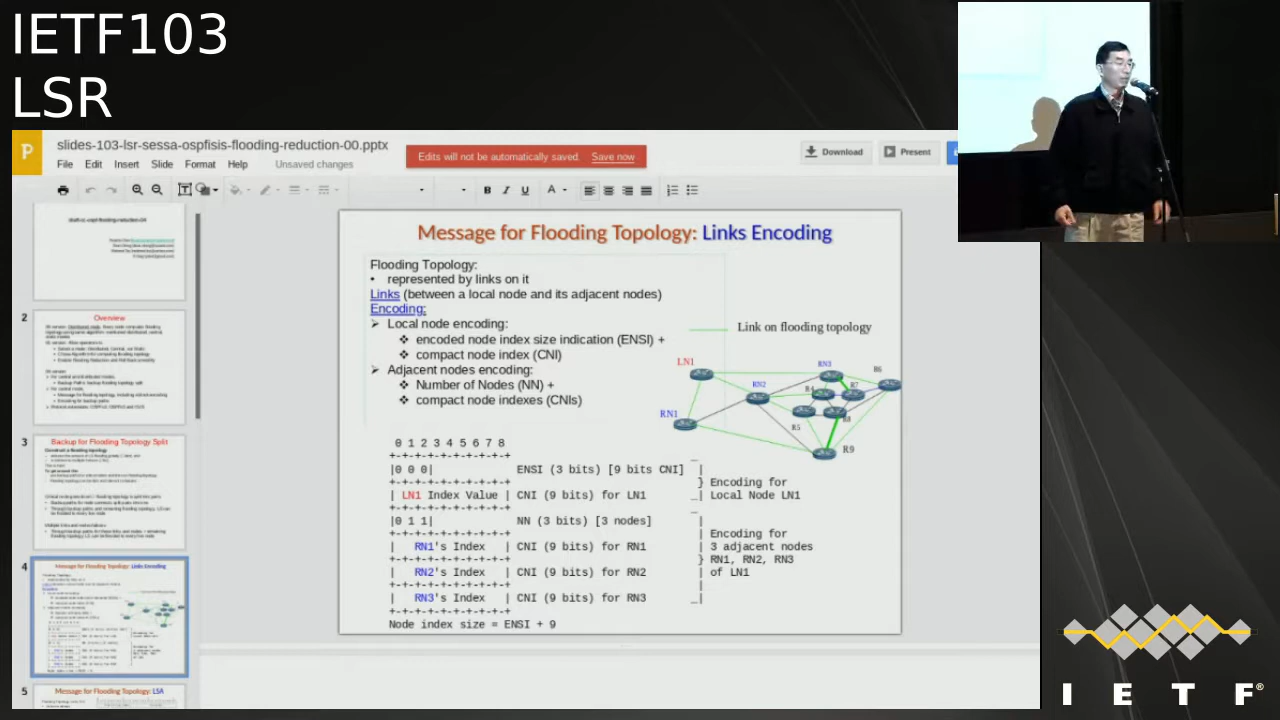 IETF103
LSR
slides-103-lsr-sessa-ospfisis-flooding-reduction-00.pptx
File Edit Insert Slide Format Help Unsaved changes
Edits will not be automatically saved. Save now
Download
Present
P
B I U A
2
Overview
3
Backup for Flooding Topology Split
4
Message for Flooding Topology: Links Encoding
5
Message for Flooding Topology: LSA
Message for Flooding Topology: Links Encoding
Flooding Topology:
• represented by links on it
Links (between a local node and its adjacent nodes)
Encoding:
➢ Local node encoding:
❖ encoded node index size indication (ENSI) +
❖ compact node index (CNI)
➢ Adjacent nodes encoding:
❖ Number of Nodes (NN) +
❖ compact node indexes (CNIs)
Link on flooding topology
LN1
RN1
RN2
RN3
R4
R5
R6
R7
R8
R9
0 1 2 3 4 5 6 7 8
+-+-+-+-+-+-+-+-+-+
|0 0 0| ENSI (3 bits) [9 bits CNI] |
+-+-+-+-+-+-+-+-+-+ } Encoding for
| LN1 Index Value | CNI (9 bits) for LN1 _| Local Node LN1
+-+-+-+-+-+-+-+-+-+ _
|0 1 1| NN (3 bits) [3 nodes] |
+-+-+-+-+-+-+-+-+-+ | Encoding for
| RN1's Index | CNI (9 bits) for RN1 | 3 adjacent nodes
+-+-+-+-+-+-+-+-+-+ } RN1, RN2, RN3
| RN2's Index | CNI (9 bits) for RN2 | of LN1
+-+-+-+-+-+-+-+-+-+ |
| RN3's Index | CNI (9 bits) for RN3 _|
+-+-+-+-+-+-+-+-+-+
Node index size = ENSI + 9
I E T F®